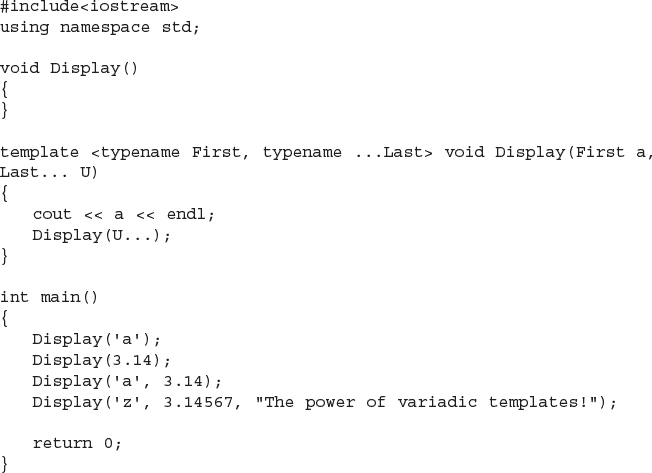 #include<iostream>
using namespace std;
void Display()
{
}
template <typename First, typename ...Last> void Display(First a,
Last... U)
{
cout << a << endl;
Display(U...);
}
int main()
{
Display('a');
Display(3.14);
Display('a', 3.14);
Display('z', 3.14567, "The power of variadic templates!");
return 0;
}